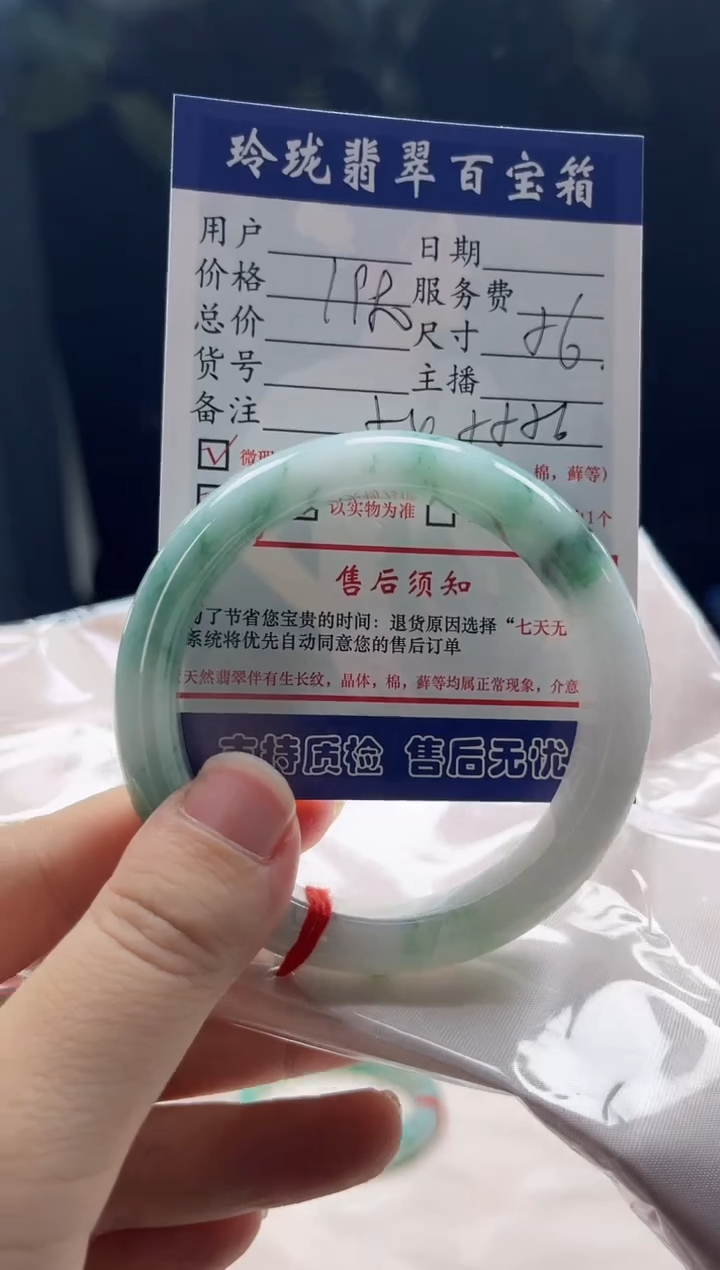 玲珑翡翠百宝箱
用户 日期
价格 服务费
总价 尺寸 56.
货号 主播
备注
棉，藓等）
以实物为准 1个
售后须知
了节省您宝贵的时间：退货原因选择“七天无
系统将优先自动同意您的售后订单
天然翡翠伴有生长纹，晶体，棉，藓等均属正常现象，介意
支持质检 售后无忧